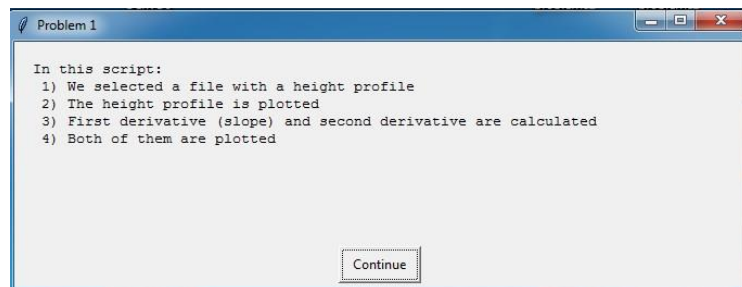 Problem 1
In this script:
1) We selected a file with a height profile
2) The height profile is plotted
3) First derivative (slope) and second derivative are calculated
4) Both of them are plotted
Continue